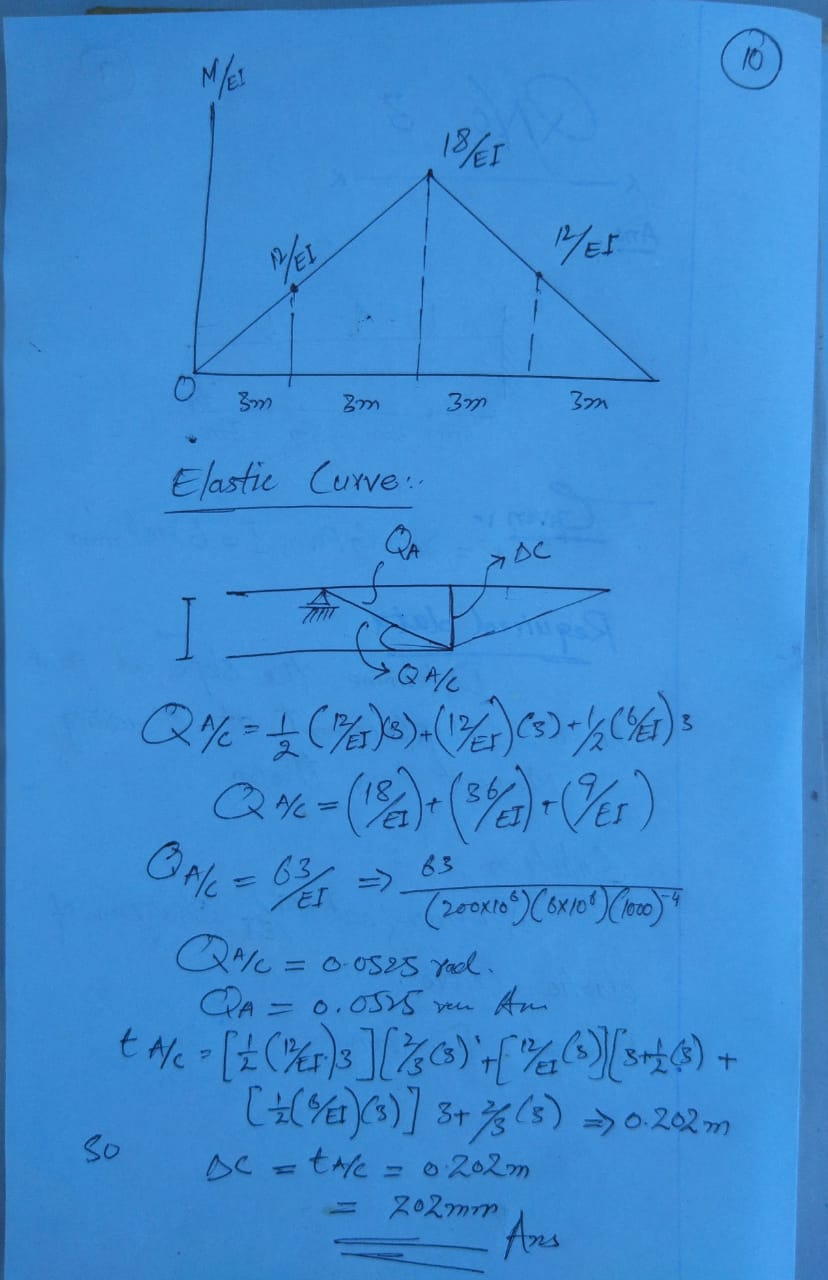 10
M/EI
18/EI
12/EI
12/EI
O
3m 3m 3m 3m
Elastic Curve:.
QA ΔC
I
QA/C
QA/C = 1/2 (12/EI)(3) + (12/EI)(3) + 1/2 (6/EI) 3
QA/C = (18/EI) + (36/EI) + (9/EI)
QA/C = 63/EI ⇒ 63/(200×10⁶)(6×10⁶)(1000)⁻⁴
QA/C = 0.0525 rad.
QA = 0.0525 Ans
t A/C = [1/2 (12/EI) 3] [2/3 (3)] + [12/EI (3)] [3 + 1/2 (3)) +
[1/2 (6/EI)(3)] 3 + 2/3 (3) ⇒ 0.202m
So
ΔC = tA/C = 0.202m
= 202mm
Ans